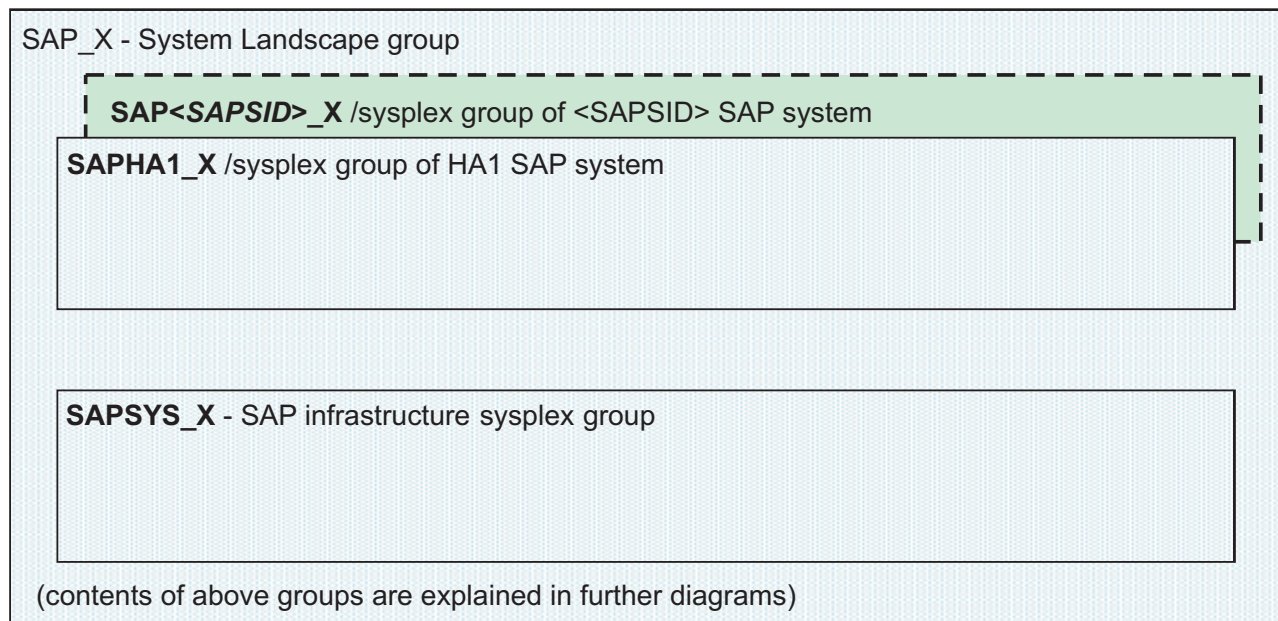 SAP_X - System Landscape group
SAP<SAPSID>_X /sysplex group of <SAPSID> SAP system
SAPHA1_X /sysplex group of HA1 SAP system
SAPSYS_X - SAP infrastructure sysplex group
(contents of above groups are explained in further diagrams)